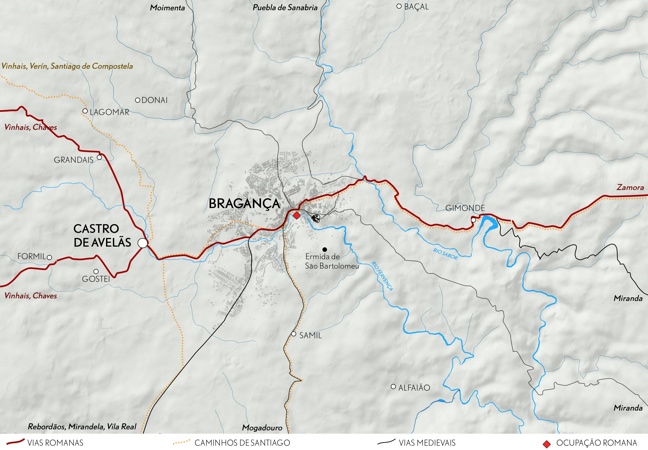 Moimenta
Puebla de Sanabria
BAÇAL
Vinhais, Verín, Santiago de Compostela
DONAI
LAGOMAR
Vinhais, Chaves
GRANDAIS
Zamora
BRAGANÇA
GIMONDE
CASTRO
DE AVELÃS
FORMIL
Ermida de
São Bartolomeu
RIO SABOR
RIO FERVENÇA
GOSTEI
Vinhais, Chaves
Miranda
SAMIL
ALFAIÃO
Miranda
Rebordãos, Mirandela, Vila Real
Mogadouro
VIAS ROMANAS
CAMINHOS DE SANTIAGO
VIAS MEDIEVAIS
OCUPAÇÃO ROMANA